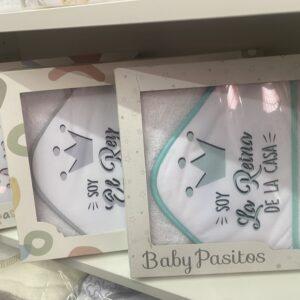 SOY
El Rey
SOY
La Reina
DE LA CASA
Baby Pasitos